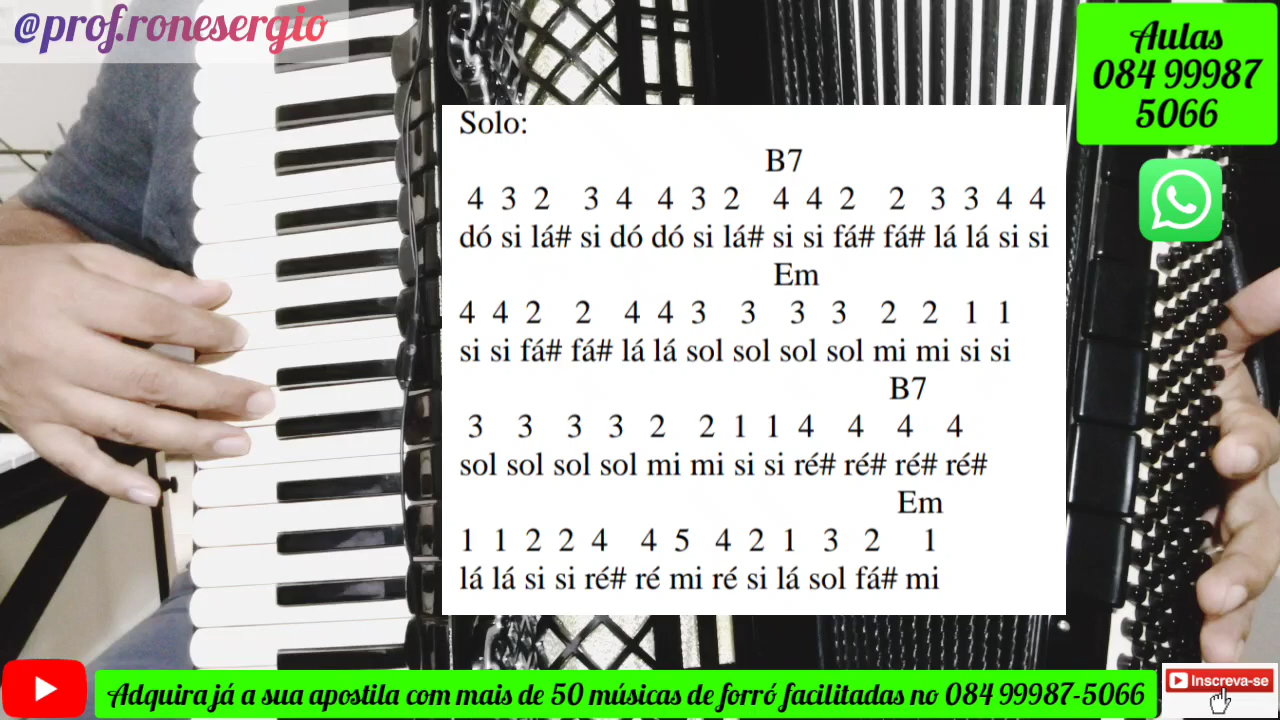 @prof.ronesergio
Aulas
084 99987
5066
Solo:
B7
4 3 2 3 4 4 3 2 4 4 2 2 3 3 4 4
dó si lá# si dó dó si lá# si si fá# fá# lá lá si si
Em
4 4 2 2 4 4 3 3 3 3 2 2 1 1
si si fá# fá# lá lá sol sol sol sol mi mi si si
B7
3 3 3 3 2 2 1 1 4 4 4 4
sol sol sol sol mi mi si si ré# ré# ré# ré#
Em
1 1 2 2 4 4 5 4 2 1 3 2 1
lá lá si si ré# ré mi ré si lá sol fá# mi
Adquira já a sua apostila com mais de 50 músicas de forró facilitadas no 084 99987-5066
Inscreva-se